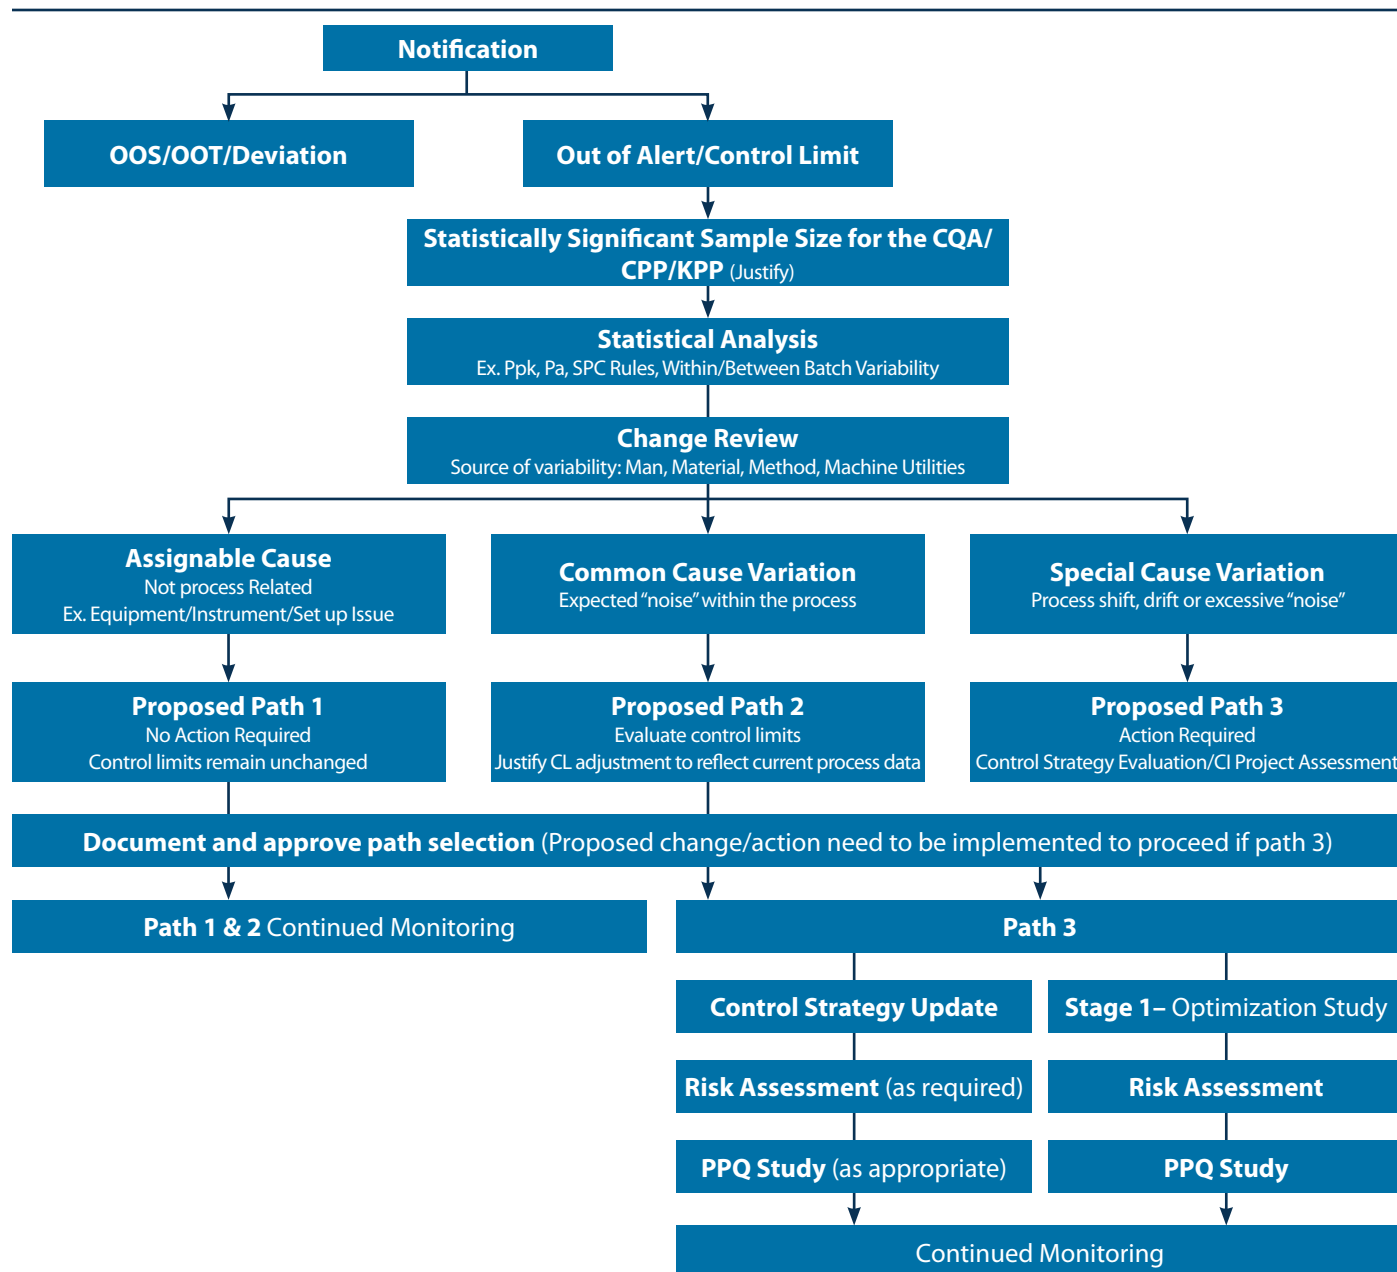 Notification
OOS/OOT/Deviation
Out of Alert/Control Limit
Statistically Significant Sample Size for the CQA/
CPP/KPP (Justify)
Statistical Analysis
Ex. Ppk, Pa, SPC Rules, Within/Between Batch Variability
Change Review
Source of variability: Man, Material, Method, Machine Utilities
Assignable Cause
Not process Related
Ex. Equipment/Instrument/Set up Issue
Common Cause Variation
Expected “noise” within the process
Special Cause Variation
Process shift, drift or excessive “noise”
Proposed Path 1
No Action Required
Control limits remain unchanged
Proposed Path 2
Evaluate control limits
Justify CL adjustment to reflect current process data
Proposed Path 3
Action Required
Control Strategy Evaluation/CI Project Assessment
Document and approve path selection (Proposed change/action need to be implemented to proceed if path 3)
Path 1 & 2 Continued Monitoring
Path 3
Control Strategy Update
Stage 1– Optimization Study
Risk Assessment (as required)
Risk Assessment
PPQ Study (as appropriate)
PPQ Study
Continued Monitoring